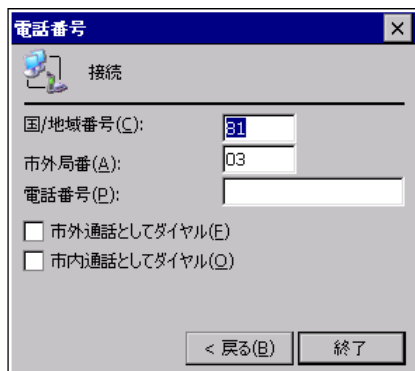 電話番号
接続
国/地域番号(C): 81
市外局番(A): 03
電話番号(P):
市外通話としてダイヤル(F)
市内通話としてダイヤル(O)
< 戻る(B) 終了